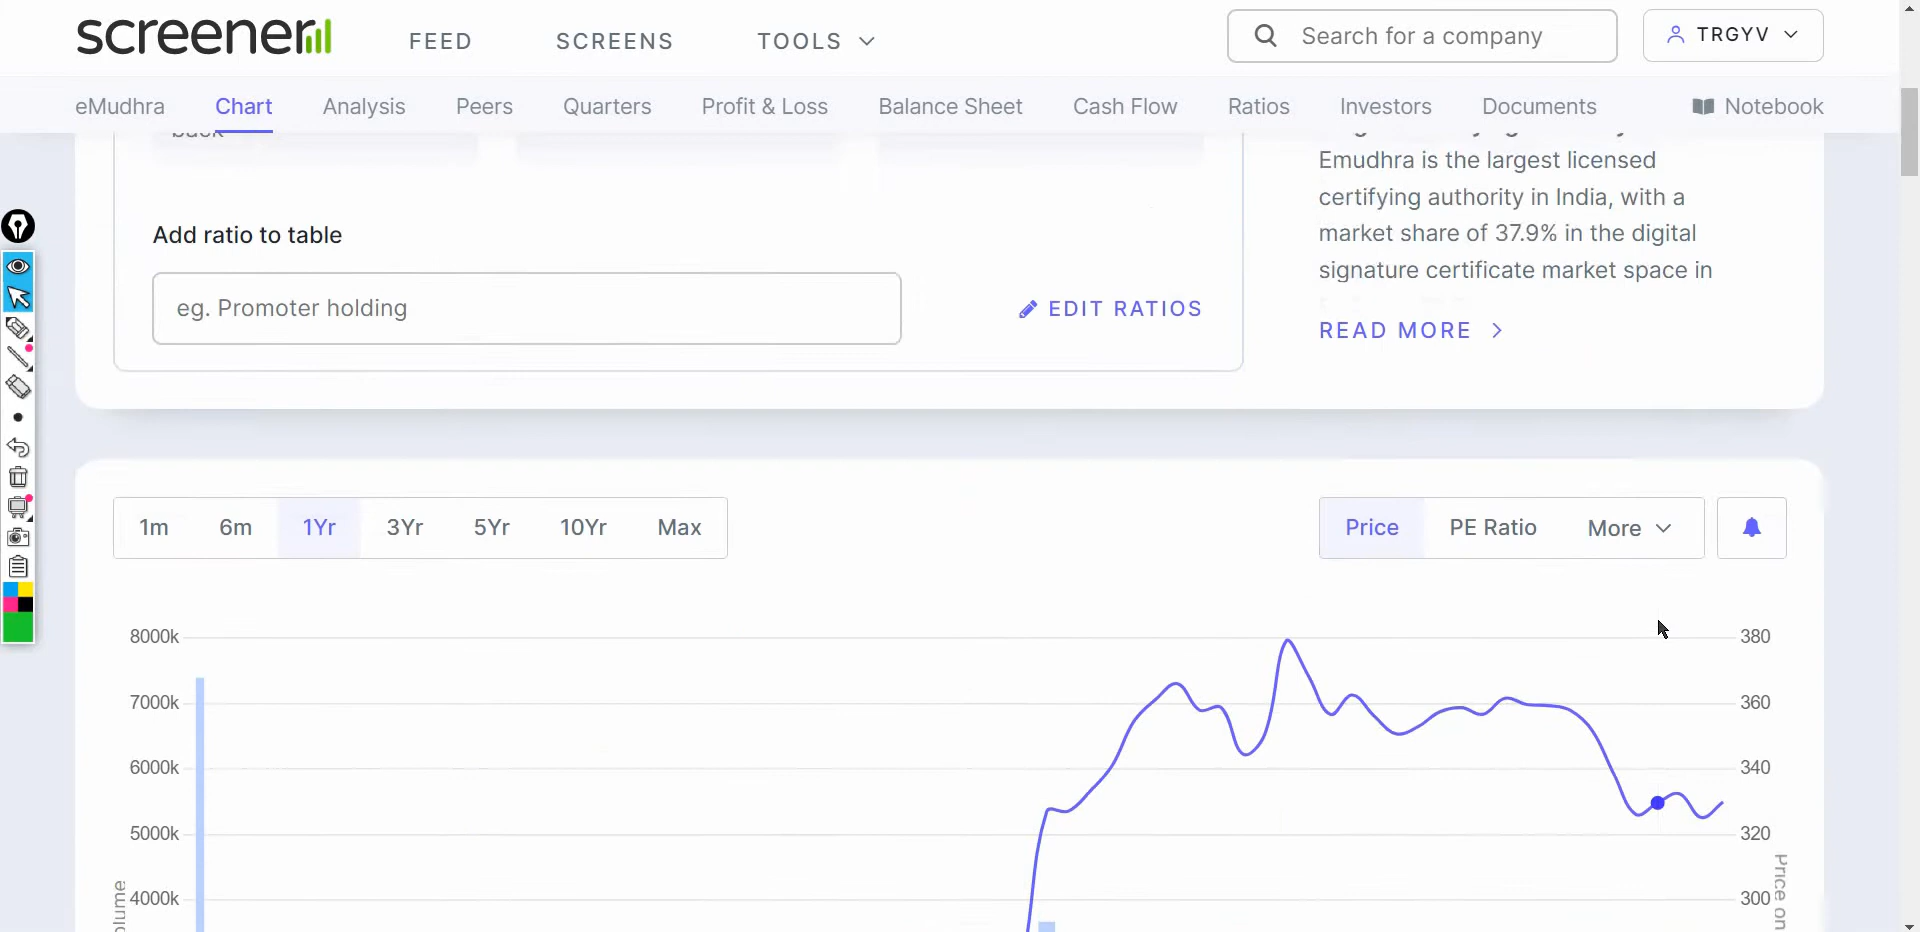 screener
FEED
SCREENS
TOOLS
Search for a company
TRGYV
eMudhra
Chart
Analysis
Peers
Quarters
Profit & Loss
Balance Sheet
Cash Flow
Ratios
Investors
Documents
Notebook
back
Emudhra is the largest licensed
certifying authority in India, with a
market share of 37.9% in the digital
signature certificate market space in
READ MORE
Add ratio to table
eg. Promoter holding
EDIT RATIOS
1m 6m 1Yr 3Yr 5Yr 10Yr Max
Price PE Ratio More
8000k
7000k
6000k
5000k
4000k
380
360
340
320
300
Price on